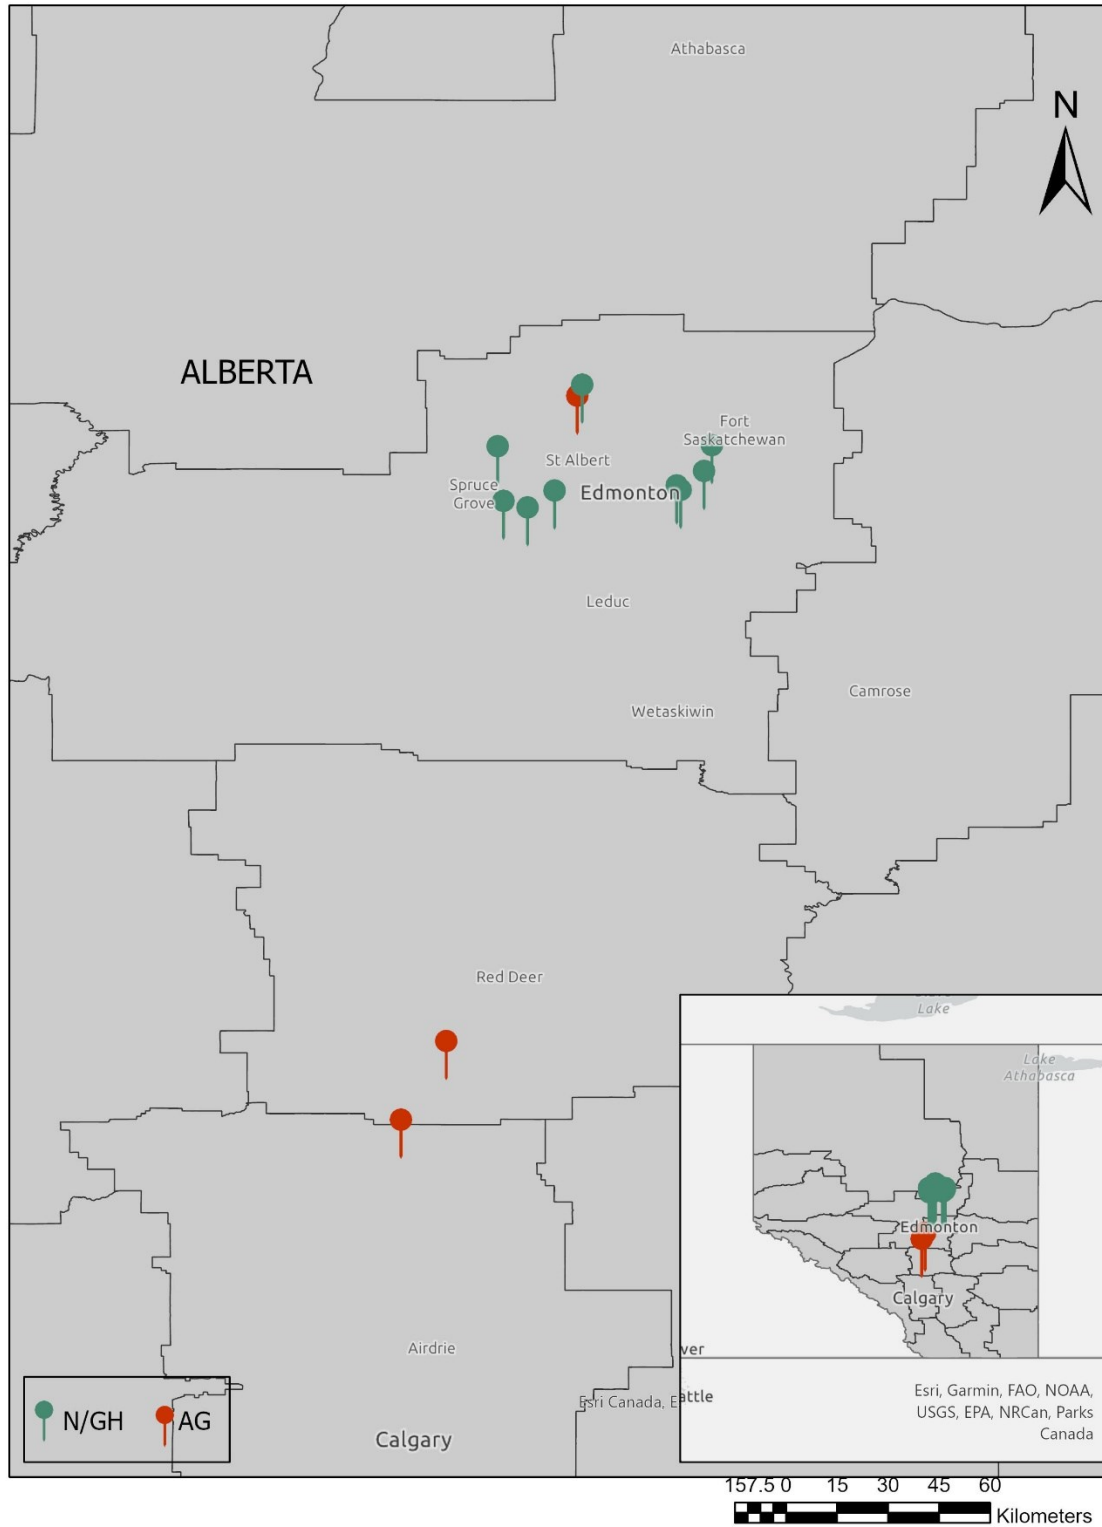 Athabasca
N
ALBERTA
Fort
Saskatchewan
St Albert
Spruce
Grove
Edmonton
Leduc
Camrose
Wetaskiwin
Red Deer
Lake
Lake
Athabasca
Edmonton
Calgary
Airdrie
ver
attle
Esri Canada, E
Esri, Garmin, FAO, NOAA,
USGS, EPA, NRCan, Parks
Canada
N/GH
AG
Calgary
157.5 0 15 30 45 60
Kilometers